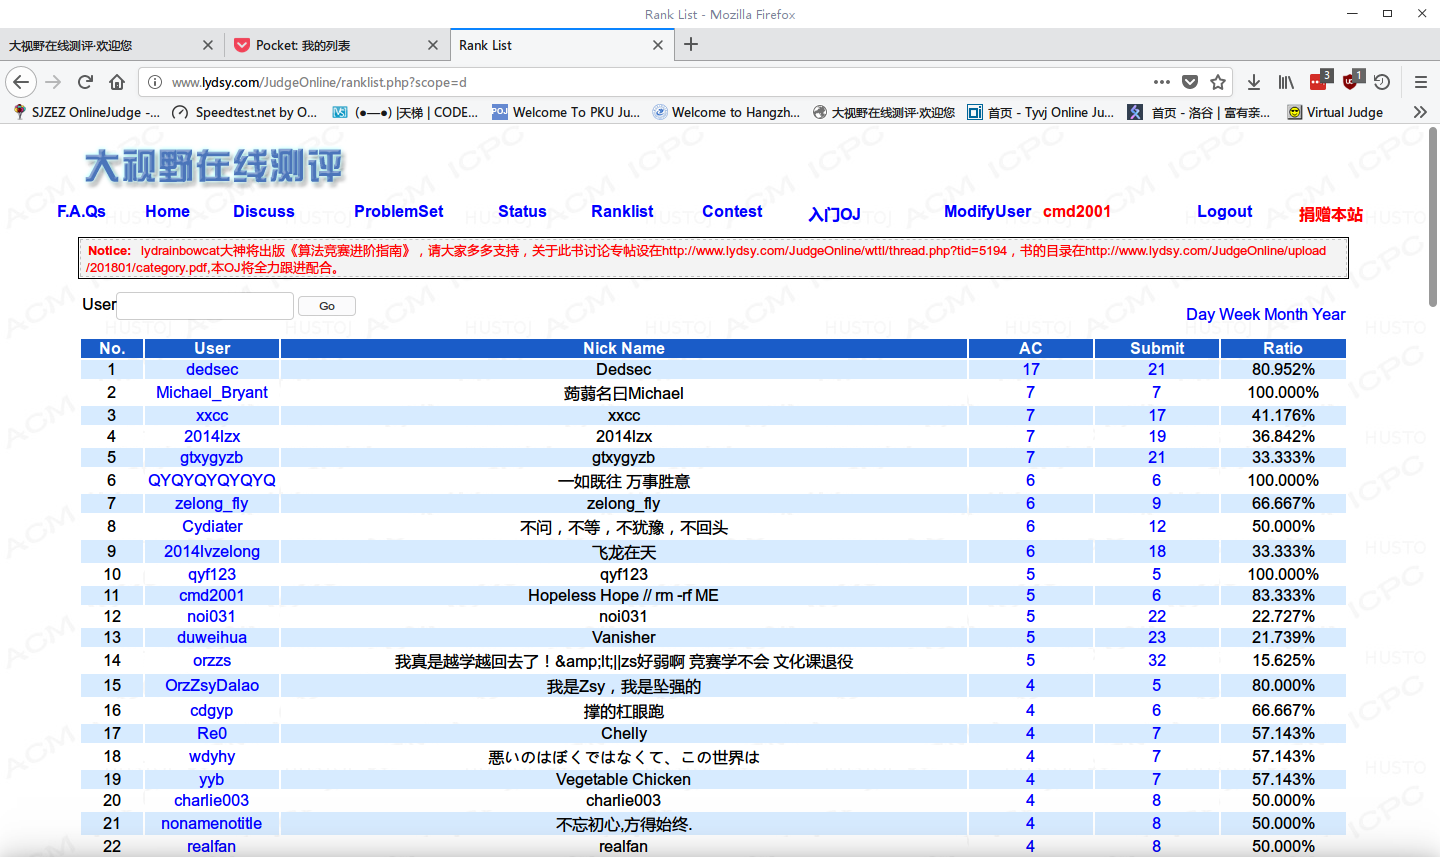 Rank List - Mozilla Firefox
大视野在线测评·欢迎您 Pocket: 我的列表 Rank List
www.lydsy.com/JudgeOnline/ranklist.php?scope=d 3 1
SJZEZ OnlineJudge -... Speedtest.net by O... (●—●) |天梯 | CODE... Welcome To PKU Ju... Welcome to Hangzh... 大视野在线测评·欢迎您 首页 - Tyvj Online Ju... 首页 - 洛谷 | 富有亲... Virtual Judge
大视野在线测评
F.A.Qs Home Discuss ProblemSet Status Ranklist Contest 入门OJ ModifyUser cmd2001 Logout 捐赠本站
Notice: lydrainbowcat大神将出版《算法竞赛进阶指南》，请大家多多支持，关于此书讨论专帖设在http://www.lydsy.com/JudgeOnline/wttl/thread.php?tid=5194，书的目录在http://www.lydsy.com/JudgeOnline/upload
/201801/category.pdf,本OJ将全力跟进配合。
User Go
Day Week Month Year
No. User Nick Name AC Submit Ratio
1 dedsec Dedsec 17 21 80.952%
2 Michael_Bryant 蒟蒻名曰Michael 7 7 100.000%
3 xxcc xxcc 7 17 41.176%
4 2014lzx 2014lzx 7 19 36.842%
5 gtxygyzb gtxygyzb 7 21 33.333%
6 QYQYQYQYQYQ 一如既往 万事胜意 6 6 100.000%
7 zelong_fly zelong_fly 6 9 66.667%
8 Cydiater 不问，不等，不犹豫，不回头 6 12 50.000%
9 2014lvzelong 飞龙在天 6 18 33.333%
10 qyf123 qyf123 5 5 100.000%
11 cmd2001 Hopeless Hope // rm -rf ME 5 6 83.333%
12 noi031 noi031 5 22 22.727%
13 duweihua Vanisher 5 23 21.739%
14 orzzs 我真是越学越回去了！&amp;lt;||zs好弱啊 竞赛学不会 文化课退役 5 32 15.625%
15 OrzZsyDalao 我是Zsy，我是坠强的 4 5 80.000%
16 cdgyp 撑的杠眼跑 4 6 66.667%
17 Re0 Chelly 4 7 57.143%
18 wdyhy 悪いのはぼくではなくて、この世界は 4 7 57.143%
19 yyb Vegetable Chicken 4 7 57.143%
20 charlie003 charlie003 4 8 50.000%
21 nonamenotitle 不忘初心,方得始终. 4 8 50.000%
22 realfan realfan 4 8 50.000%